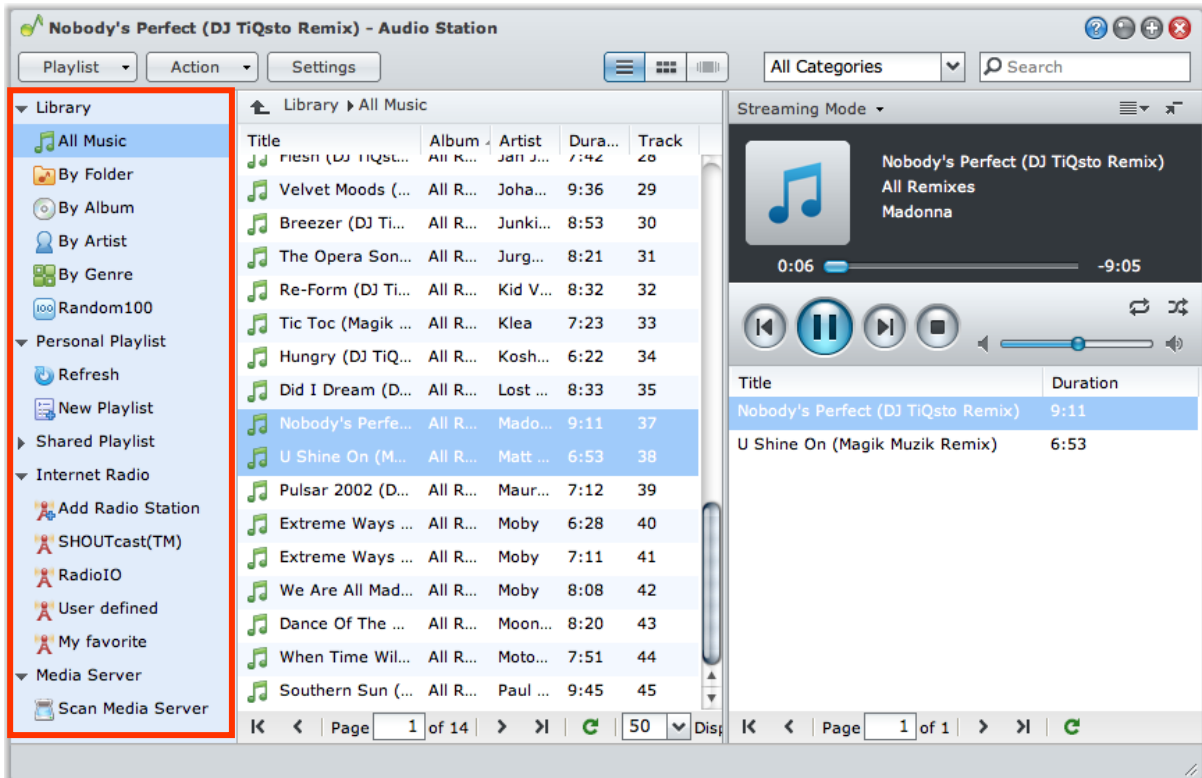 Nobody's Perfect (DJ TiQsto Remix) - Audio Station
Playlist Action Settings All Categories Search
Library
All Music
By Folder
By Album
By Artist
By Genre
100 Random100
Personal Playlist
Refresh
New Playlist
Shared Playlist
Internet Radio
Add Radio Station
SHOUTcast(TM)
RadioIO
User defined
My favorite
Media Server
Scan Media Server
Library All Music
Title Album Artist Dura... Track
Flesh (DJ TiQst... All R... Jan J... 7:42 28
Velvet Moods (... All R... Joha... 9:36 29
Breezer (DJ Ti... All R... Junki... 8:53 30
The Opera Son... All R... Jurg... 8:21 31
Re-Form (DJ Ti... All R... Kid V... 8:32 32
Tic Toc (Magik ... All R... Klea 7:23 33
Hungry (DJ TiQ... All R... Kosh... 6:22 34
Did I Dream (D... All R... Lost ... 8:33 35
Nobody's Perfe... All R... Mado... 9:11 37
U Shine On (M... All R... Matt ... 6:53 38
Pulsar 2002 (D... All R... Maur... 7:12 39
Extreme Ways ... All R... Moby 6:28 40
Extreme Ways ... All R... Moby 7:11 41
We Are All Mad... All R... Moby 8:08 42
Dance Of The ... All R... Moon... 8:20 43
When Time Wil... All R... Moto... 7:51 44
Southern Sun (... All R... Paul ... 9:45 45
Page 1 of 14 50 Disp
Streaming Mode
Nobody's Perfect (DJ TiQsto Remix)
All Remixes
Madonna
0:06 -9:05
Title Duration
Nobody's Perfect (DJ TiQsto Remix) 9:11
U Shine On (Magik Muzik Remix) 6:53
Page 1 of 1